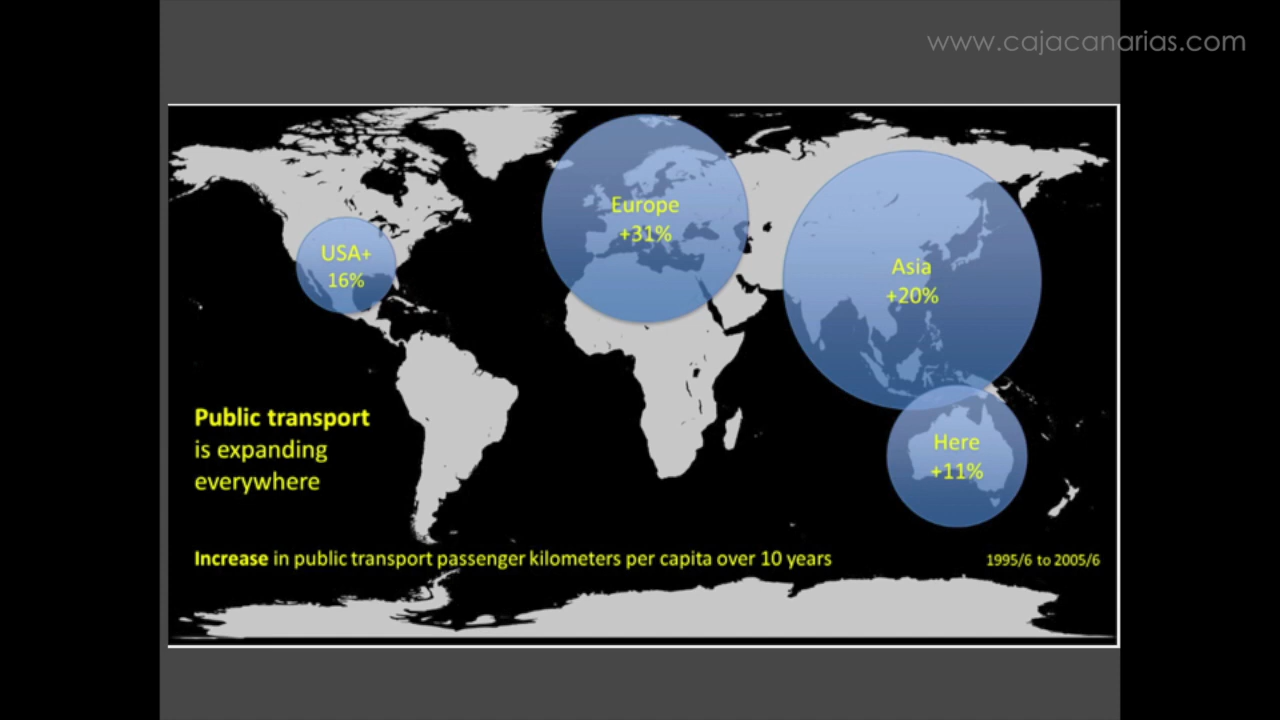 www.cajacanarias.com
Europe
+31%
USA+
16%
Asia
+20%
Public transport
is expanding
everywhere
Here
+11%
Increase in public transport passenger kilometers per capita over 10 years
1995/6 to 2005/6